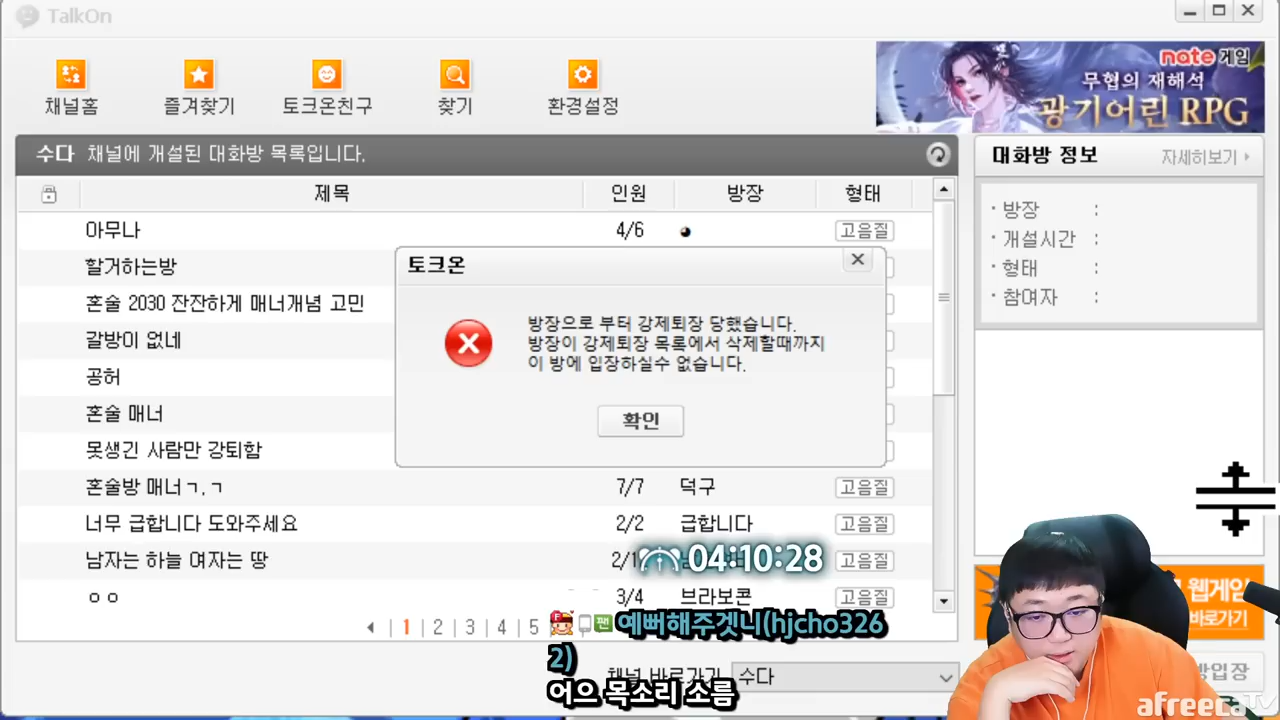 TalkOn
채널홈
즐겨찾기
토크온친구
찾기
환경설정
nate 게임
무협의 재해석
광기어린 RPG
수다 채널에 개설된 대화방 목록입니다.
제목
인원
방장
형태
아무나
4/6
고음질
할거하는방
혼술 2030 잔잔하게 매너개념 고민
갈방이 없네
공허
혼술 매너
못생긴 사람만 강퇴함
혼술방 매너ㄱ,ㄱ
7/7
덕구
고음질
너무 급합니다 도와주세요
2/2
급합니다
고음질
남자는 하늘 여자는 땅
고음질
ㅇㅇ
3/4
브라보콘
고음질
토크온
방장으로 부터 강제퇴장 당했습니다.
방장이 강제퇴장 목록에서 삭제할때까지
이 방에 입장하실수 없습니다.
확인
대화방 정보
자세히보기
· 방장 :
· 개설시간 :
· 형태 :
· 참여자 :
04:10:28
1 2 3 4 5
팬 예뻐해주겟니(hjcho326
2)
어으 목소리 소름
채널 바로가기
수다
웹게임
바로가기
방입장
afreecaTV